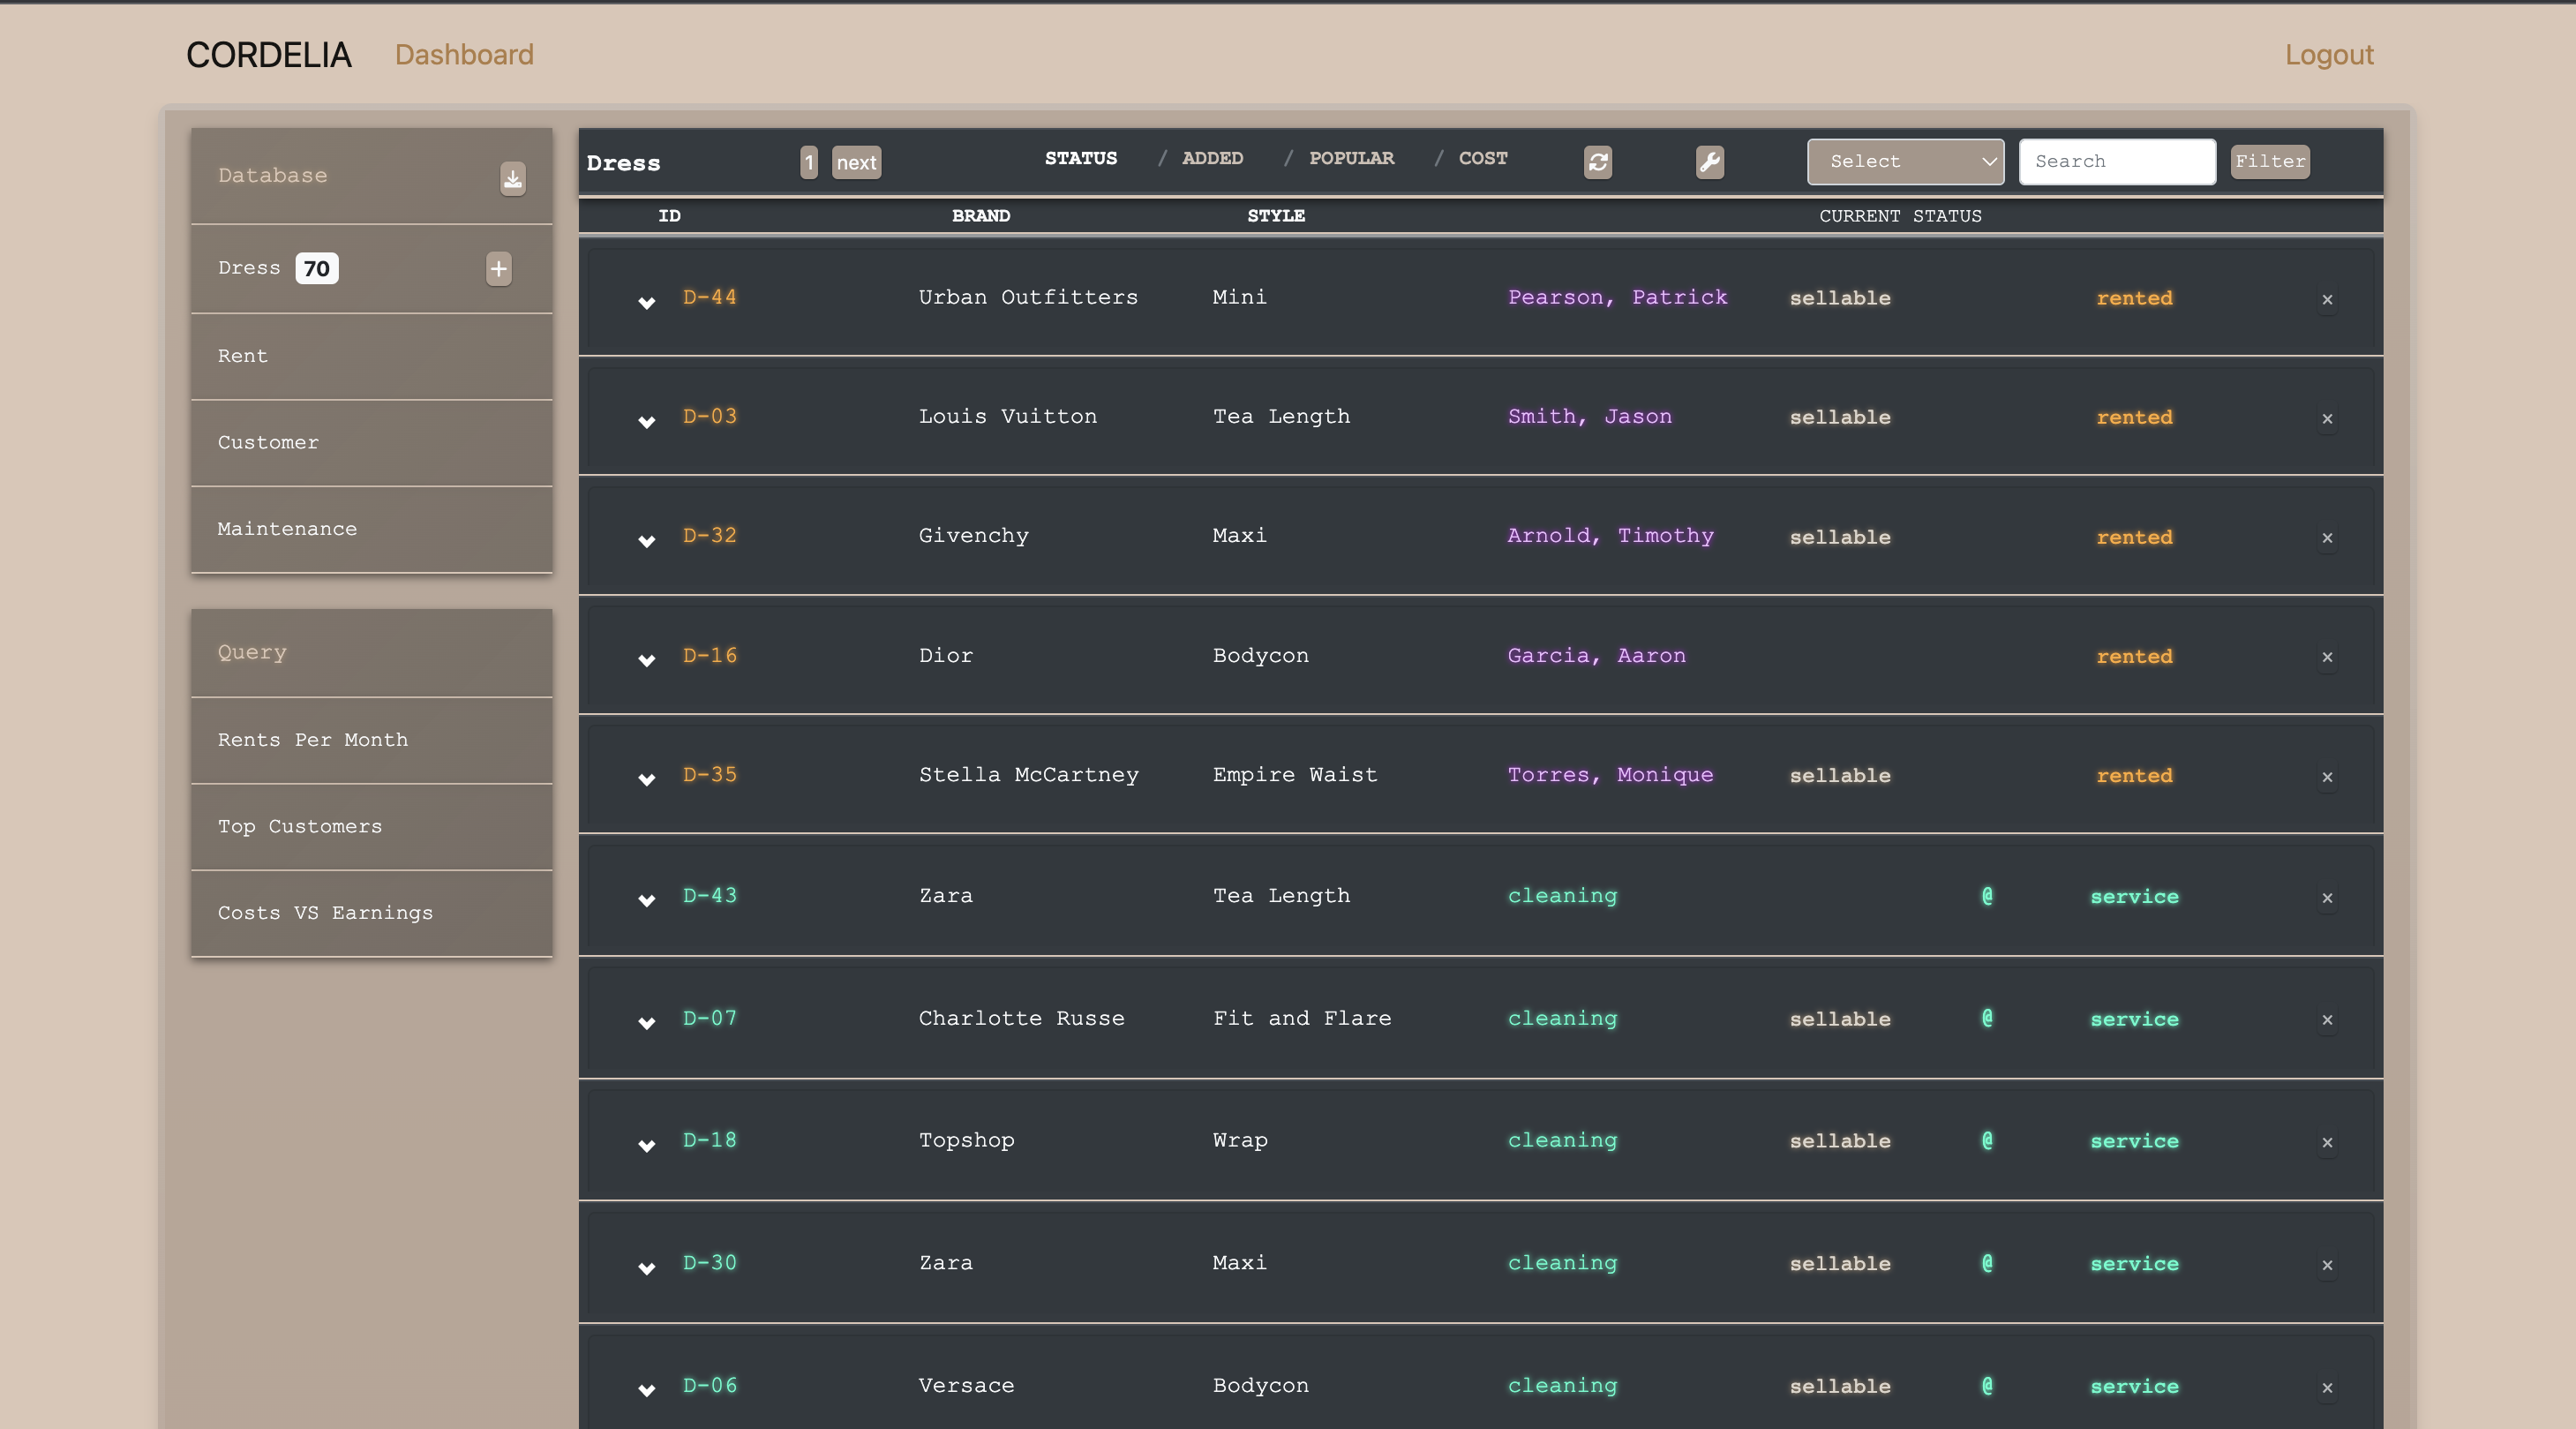 CORDELIA Dashboard Logout
Database
Dress 70 +
Rent
Customer
Maintenance
Query
Rents Per Month
Top Customers
Costs VS Earnings
Dress 1 next STATUS / ADDED / POPULAR / COST Select Search Filter
ID BRAND STYLE CURRENT STATUS
D-44 Urban Outfitters Mini Pearson, Patrick sellable rented ×
D-03 Louis Vuitton Tea Length Smith, Jason sellable rented ×
D-32 Givenchy Maxi Arnold, Timothy sellable rented ×
D-16 Dior Bodycon Garcia, Aaron rented ×
D-35 Stella McCartney Empire Waist Torres, Monique sellable rented ×
D-43 Zara Tea Length cleaning @ service ×
D-07 Charlotte Russe Fit and Flare cleaning sellable @ service ×
D-18 Topshop Wrap cleaning sellable @ service ×
D-30 Zara Maxi cleaning sellable @ service ×
D-06 Versace Bodycon cleaning sellable @ service ×